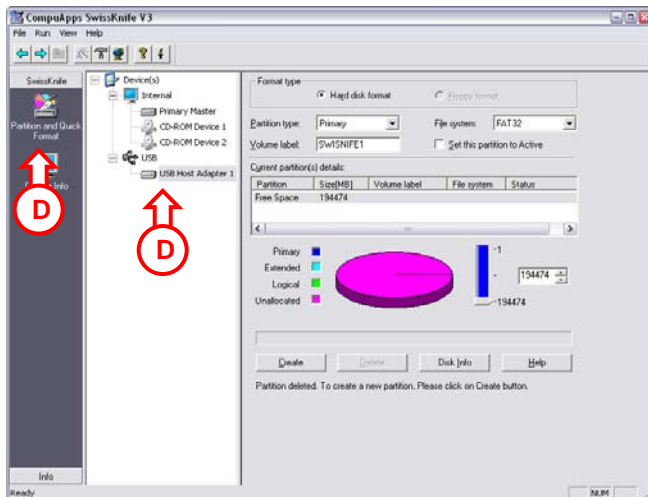 CompuApps SwissKnife V3
File Run View Help
SwissKnife
Partition and Quick
Format
Info
D
Info
Device(s)
Internal
Primary Master
CD-ROM Device 1
CD-ROM Device 2
USB
USB Host Adapter 1
D
Format type
Hard disk format
Floppy format
Partition type: Primary
File system: FAT32
Volume label: SWISNIFE1
Set this partition to Active
Current partition(s) details:
Partition Size[MB] Volume label File system Status
Free Space 194474
Primary
Extended
Logical
Unallocated
-1
-
-194474
194474
Create Delete Disk Info Help
Partition deleted. To create a new partition, Please click on Create button.
Ready
NUM